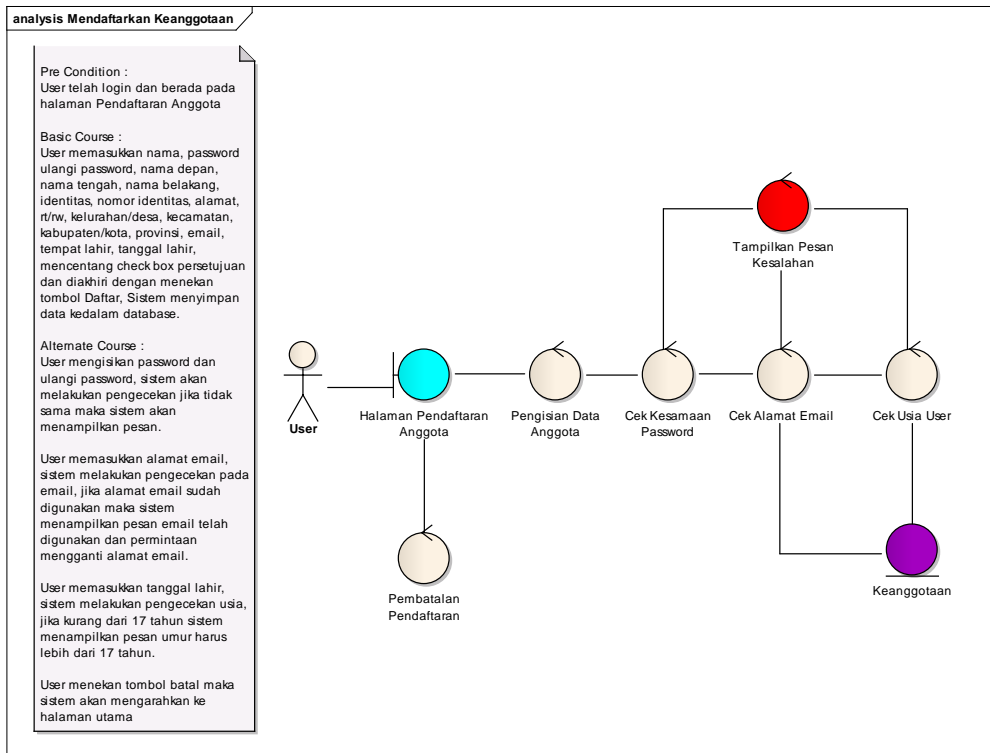 analysis Mendaftarkan Keanggotaan
Pre Condition :
User telah login dan berada pada
halaman Pendaftaran Anggota
Basic Course :
User memasukkan nama, password
ulangi password, nama depan,
nama tengah, nama belakang,
identitas, nomor identitas, alamat,
rt/rw, kelurahan/desa, kecamatan,
kabupaten/kota, provinsi, email,
tempat lahir, tanggal lahir,
mencentang check box persetujuan
dan diakhiri dengan menekan
tombol Daftar, Sistem menyimpan
data kedalam database.
Alternate Course :
User mengisikan password dan
ulangi password, sistem akan
melakukan pengecekan jika tidak
sama maka sistem akan
menampilkan pesan.
User memasukkan alamat email,
sistem melakukan pengecekan pada
email, jika alamat email sudah
digunakan maka sistem
menampilkan pesan email telah
digunakan dan permintaan
mengganti alamat email.
User memasukkan tanggal lahir,
sistem melakukan pengecekan usia,
jika kurang dari 17 tahun sistem
menampilkan pesan umur harus
lebih dari 17 tahun.
User menekan tombol batal maka
sistem akan mengarahkan ke
halaman utama
Tampilkan Pesan
Kesalahan
User
Halaman Pendaftaran
Anggota
Pengisian Data
Anggota
Cek Kesamaan
Password
Cek Alamat Email
Cek Usia User
Pembatalan
Pendaftaran
Keanggotaan